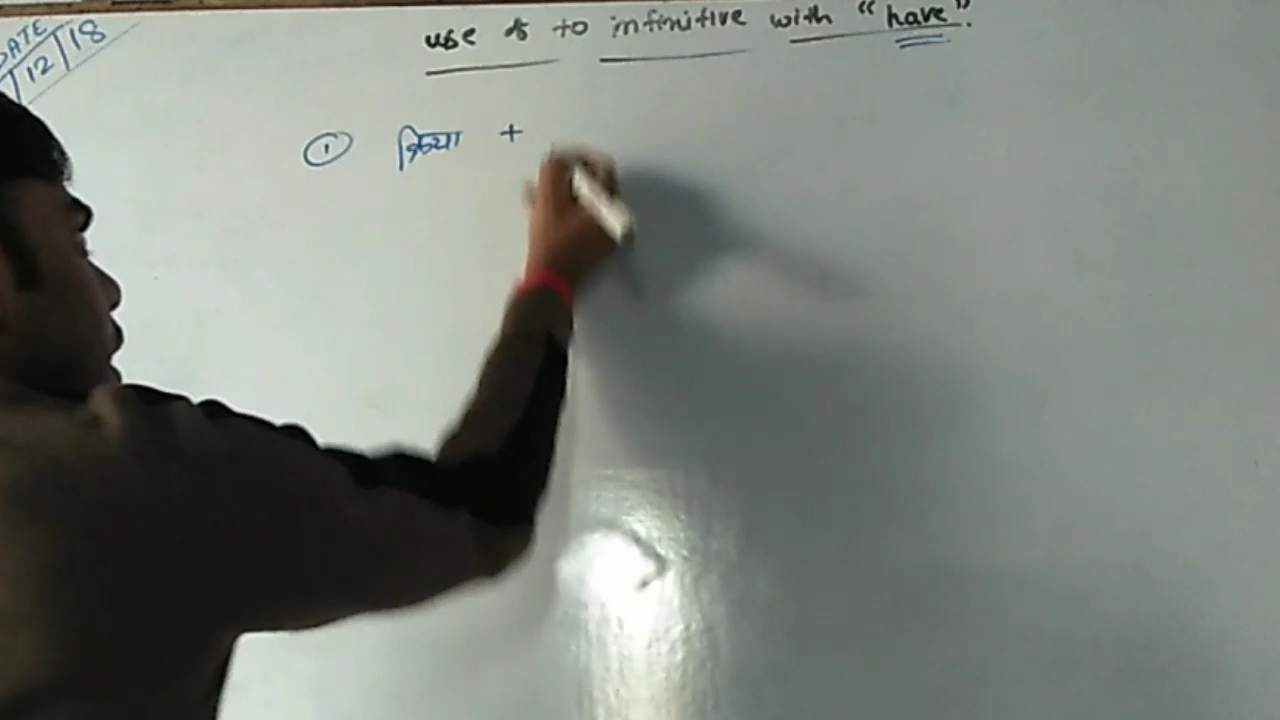 DATE
/12/18
use of to infinitive with "have".
① क्रिया +